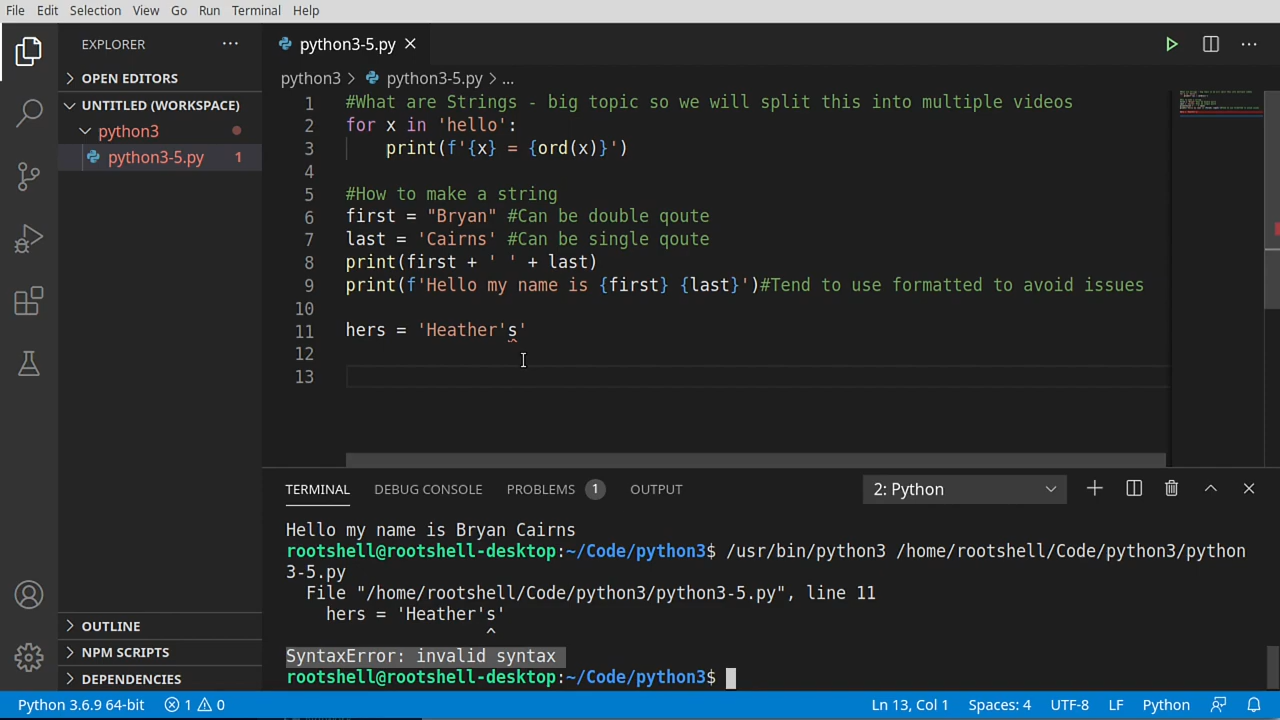 File Edit Selection View Go Run Terminal Help
EXPLORER ...
python3-5.py
OPEN EDITORS
UNTITLED (WORKSPACE)
python3
python3-5.py 1
python3 > python3-5.py > ...
1 #What are Strings - big topic so we will split this into multiple videos
2 for x in 'hello':
3     print(f'{x} = {ord(x)}')
4
5 #How to make a string
6 first = "Bryan" #Can be double qoute
7 last = 'Cairns' #Can be single qoute
8 print(first + ' ' + last)
9 print(f'Hello my name is {first} {last}')#Tend to use formatted to avoid issues
10
11 hers = 'Heather's'
12
13
TERMINAL DEBUG CONSOLE PROBLEMS 1 OUTPUT 2: Python
Hello my name is Bryan Cairns
rootshell@rootshell-desktop:~/Code/python3$ /usr/bin/python3 /home/rootshell/Code/python3/python
3-5.py
  File "/home/rootshell/Code/python3/python3-5.py", line 11
    hers = 'Heather's'
                    ^
SyntaxError: invalid syntax
rootshell@rootshell-desktop:~/Code/python3$
OUTLINE
NPM SCRIPTS
DEPENDENCIES
Python 3.6.9 64-bit 1 0 Ln 13, Col 1 Spaces: 4 UTF-8 LF Python